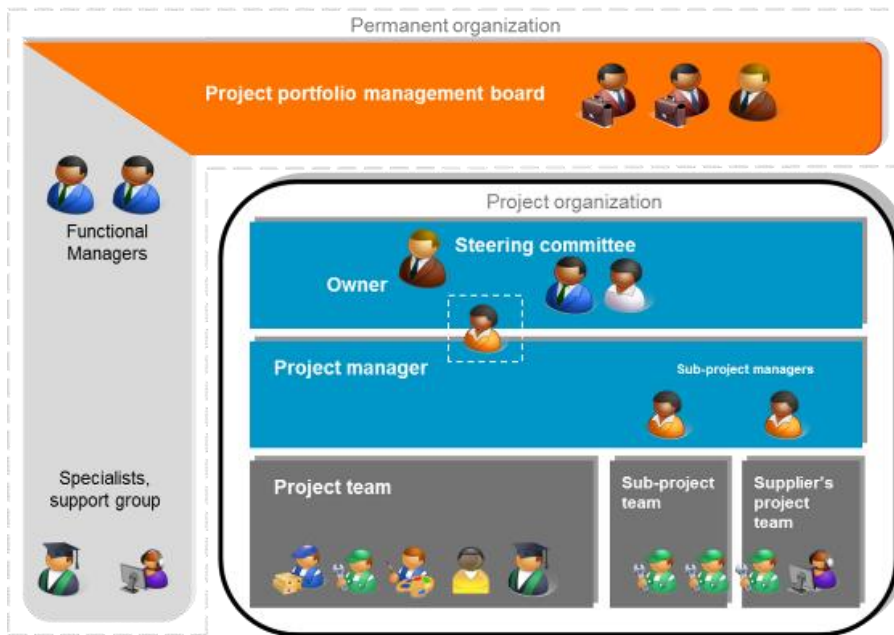 Permanent organization
Project portfolio management board
Functional
Managers
Project organization
Steering committee
Owner
Project manager
Sub-project managers
Specialists,
support group
Project team
Sub-project
team
Supplier's
project
team